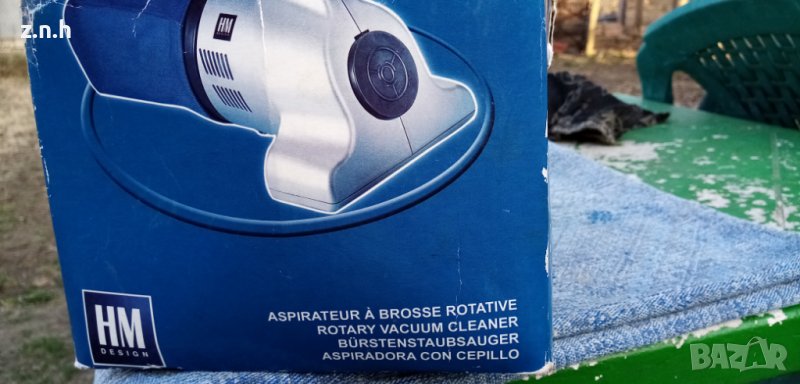 z.n.h
HM
ASPIRATEUR À BROSSE ROTATIVE
ROTARY VACUUM CLEANER
BÜRSTENSTAUBSAUGER
ASPIRADORA CON CEPILLO
HM
DESIGN
BAZAR